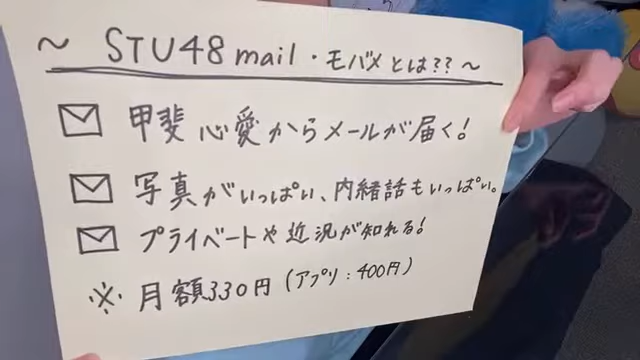 ～ STU48 mail・モバメとは?? ～
甲斐心愛からメールが届く!
写真がいっぱい、内緒話もいっぱい。
プライベートや近況が知れる!
※月額330円(アプリ:400円)